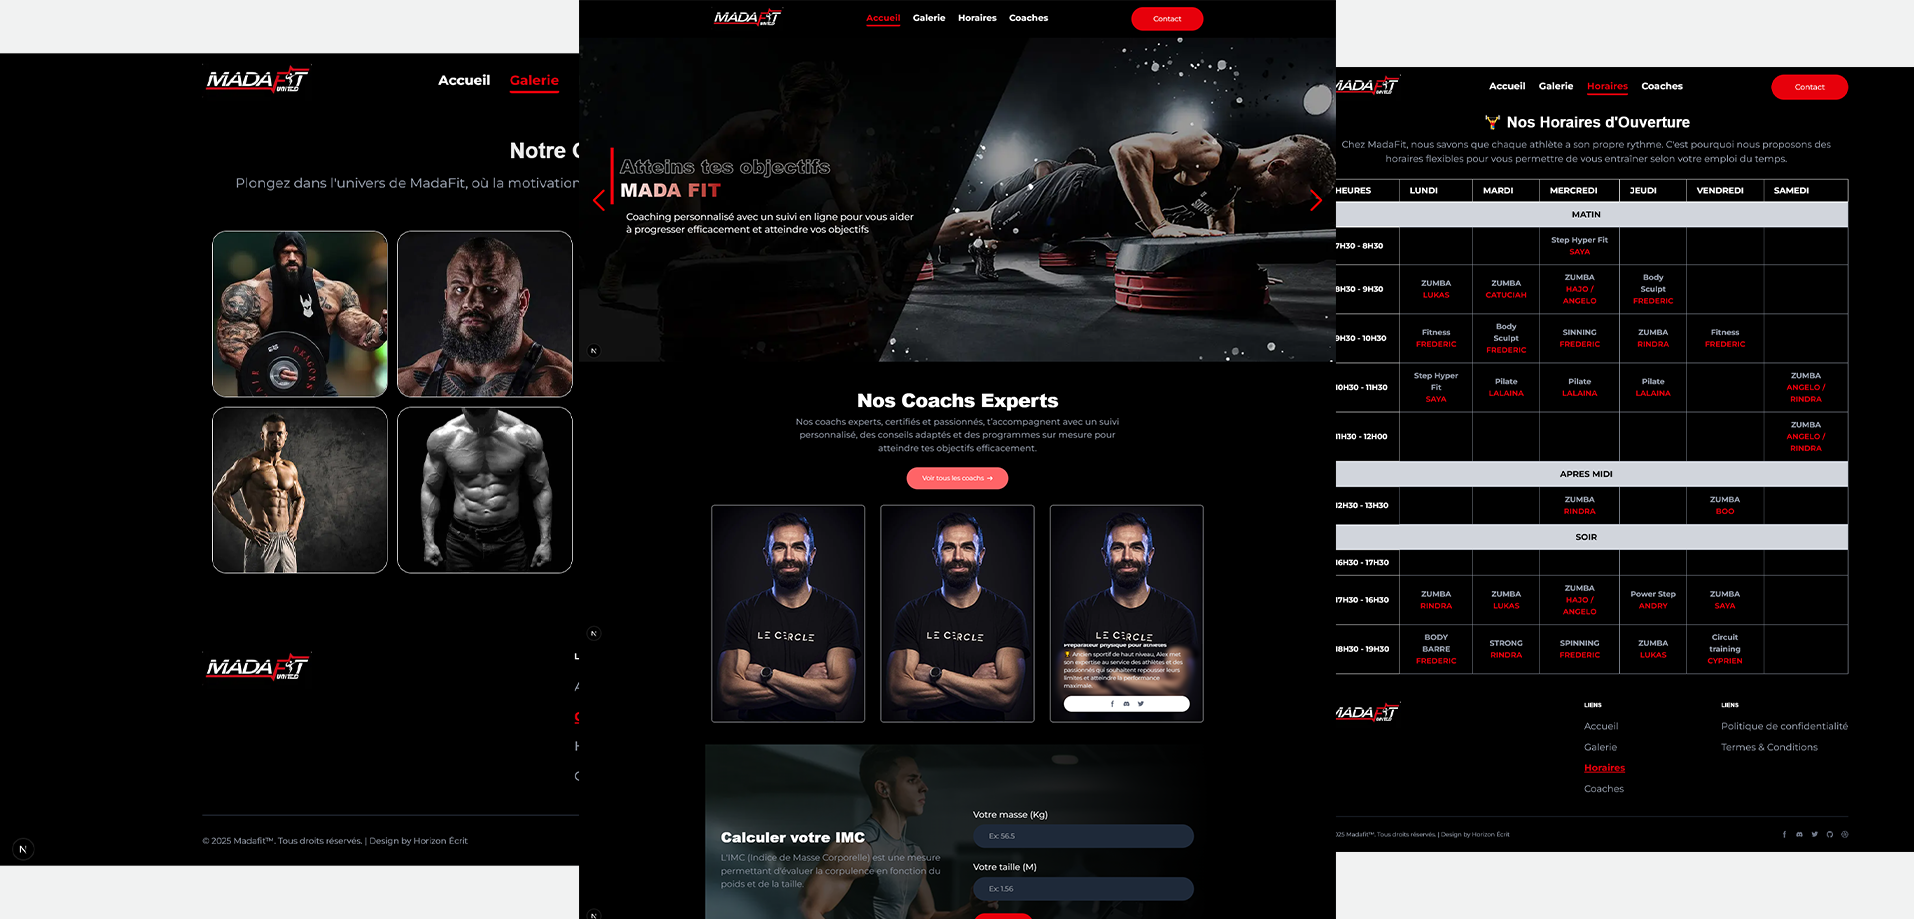 MADAFIT
UNITED
Accueil
Galerie
Notre
Plongez dans l'univers de MadaFit, où la motivation
MADAFIT
UNITED
© 2025 Madafit™. Tous droits réservés. | Design by Horizon Écrit
N
MADAFIT
UNITED
Accueil
Galerie
Horaires
Coaches
Contact
Atteins tes objectifs
MADA FIT
Coaching personnalisé avec un suivi en ligne pour vous aider
à progresser efficacement et atteindre vos objectifs
N
Nos Coachs Experts
Nos coachs experts, certifiés et passionnés, t'accompagnent avec un suivi
personnalisé, des conseils adaptés et des programmes sur mesure pour
atteindre tes objectifs efficacement.
Voir tous les coachs →
LE CERCLE
LE CERCLE
LE CERCLE
Préparateur physique pour athlètes
💡 Ancien sportif de haut niveau, Alex met
son expertise au service des athlètes et des
passionnés qui souhaitent repousser leurs
limites et atteindre la performance
maximale.
N
Calculer votre IMC
L'IMC (Indice de Masse Corporelle) est une mesure
permettant d'évaluer la corpulence en fonction du
poids et de la taille.
Votre masse (Kg)
Ex: 56.5
Votre taille (M)
Ex: 1.56
N
MADAFIT
UNITED
Accueil
Galerie
Horaires
Coaches
Contact
🏋️ Nos Horaires d'Ouverture
Chez MadaFit, nous savons que chaque athlète a son propre rythme. C'est pourquoi nous proposons des
horaires flexibles pour vous permettre de vous entraîner selon votre emploi du temps.
HEURES LUNDI MARDI MERCREDI JEUDI VENDREDI SAMEDI
MATIN
7H30 - 8H30
Step Hyper Fit
SAYA
8H30 - 9H30
ZUMBA
LUKAS
ZUMBA
CATUCIAH
ZUMBA
HAJO /
ANGELO
Body
Sculpt
FREDERIC
9H30 - 10H30
Fitness
FREDERIC
Body
Sculpt
FREDERIC
SINNING
FREDERIC
ZUMBA
RINDRA
Fitness
FREDERIC
10H30 - 11H30
Step Hyper
Fit
SAYA
Pilate
LALAINA
Pilate
LALAINA
Pilate
LALAINA
ZUMBA
ANGELO /
RINDRA
11H30 - 12H00
ZUMBA
ANGELO /
RINDRA
APRES MIDI
12H30 - 13H30
ZUMBA
RINDRA
ZUMBA
BOO
SOIR
16H30 - 17H30
17H30 - 16H30
ZUMBA
RINDRA
ZUMBA
LUKAS
ZUMBA
HAJO /
ANGELO
Power Step
ANDRY
ZUMBA
SAYA
18H30 - 19H30
BODY
BARRE
FREDERIC
STRONG
RINDRA
SPINNING
FREDERIC
ZUMBA
LUKAS
Circuit
training
CYPRIEN
MADAFIT
UNITED
LIENS
Accueil
Galerie
Horaires
Coaches
LIENS
Politique de confidentialité
Termes & Conditions
025 Madafit™. Tous droits réservés. | Design by Horizon Écrit